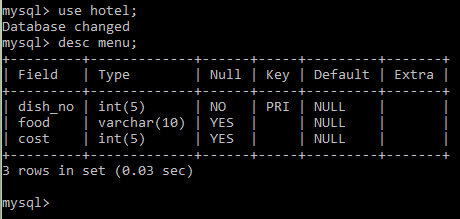 mysql> use hotel;
Database changed
mysql> desc menu;
+---------+-------------+------+-----+---------+-------+
| Field   | Type        | Null | Key | Default | Extra |
+---------+-------------+------+-----+---------+-------+
| dish_no | int(5)      | NO   | PRI | NULL    |       |
| food    | varchar(10) | YES  |     | NULL    |       |
| cost    | int(5)      | YES  |     | NULL    |       |
+---------+-------------+------+-----+---------+-------+
3 rows in set (0.03 sec)
mysql>